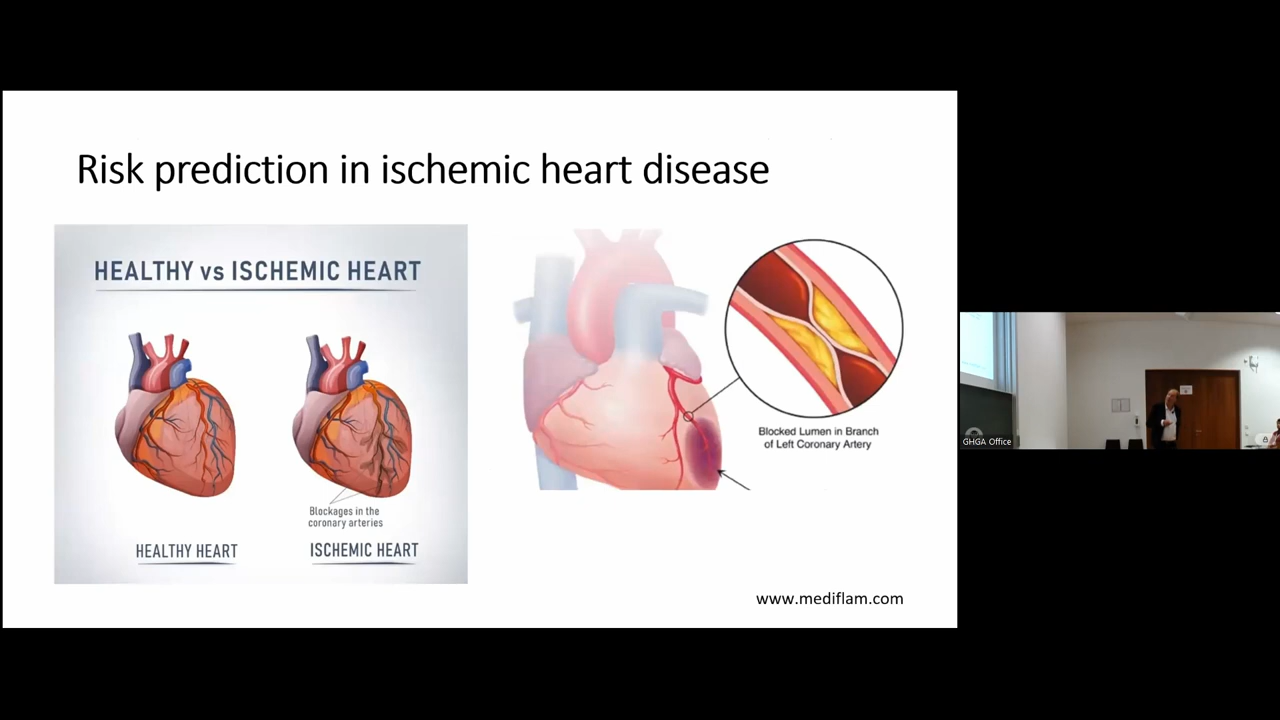 Risk prediction in ischemic heart disease
HEALTHY vs ISCHEMIC HEART
Blockages in the
coronary arteries
HEALTHY HEART
ISCHEMIC HEART
Blocked Lumen in Branch
of Left Coronary Artery
www.mediflam.com
GHGA Office